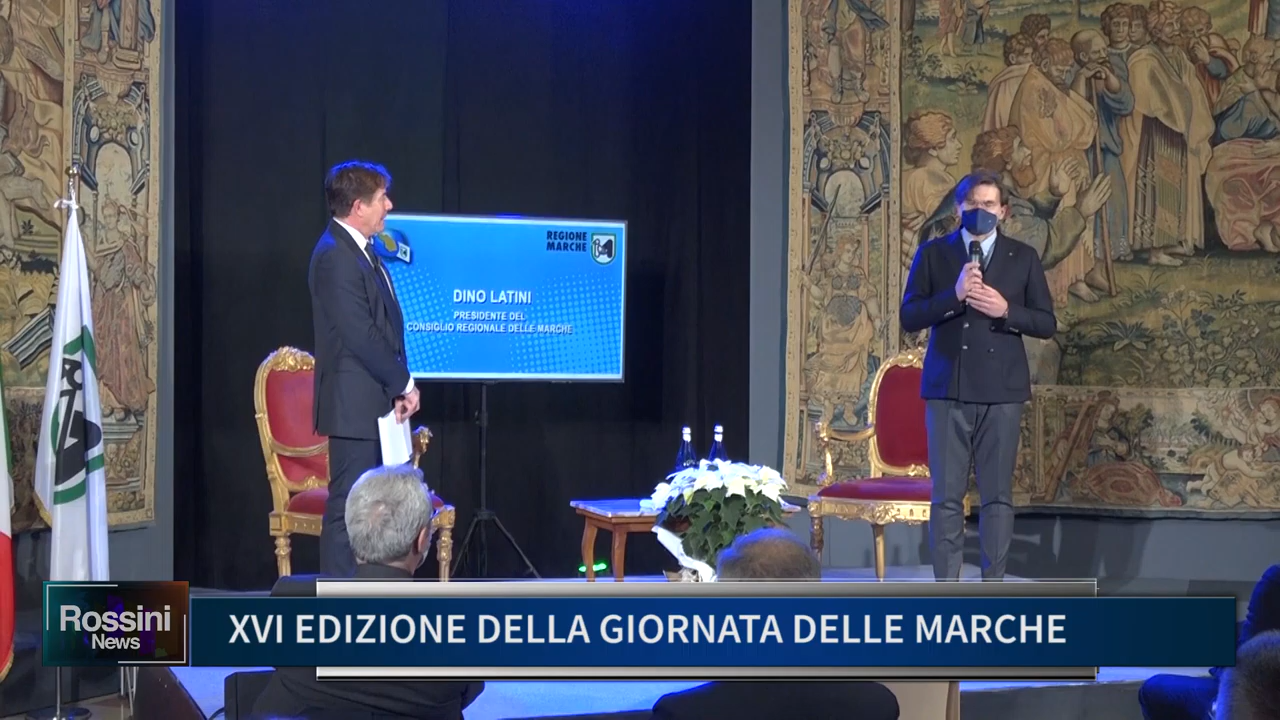 REGIONE
MARCHE
DINO LATINI
PRESIDENTE DEL
CONSIGLIO REGIONALE DELLE MARCHE
Rossini
News
XVI EDIZIONE DELLA GIORNATA DELLE MARCHE